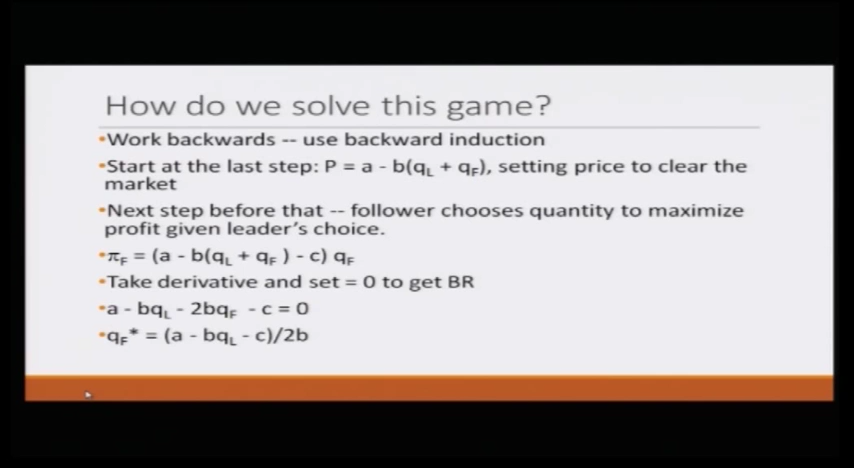 How do we solve this game?
•Work backwards -- use backward induction
•Start at the last step: P = a - b(qL + qF), setting price to clear the
market
•Next step before that -- follower chooses quantity to maximize
profit given leader's choice.
•πF = (a - b(qL + qF ) - c) qF
•Take derivative and set = 0 to get BR
•a - bqL - 2bqF - c = 0
•qF* = (a - bqL - c)/2b